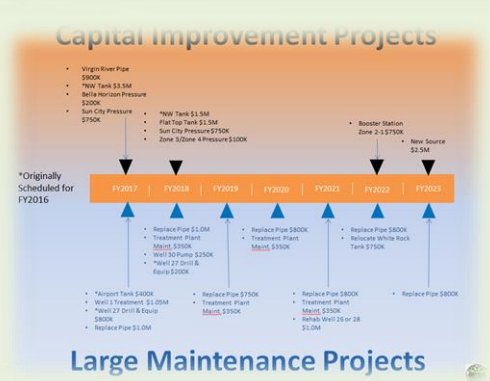 Capital Improvement Projects
• Virgin River Pipe
$900K
• *NW Tank $3.5M
• Bella Horizon Pressure
$200K
• Sun City Pressure
$750K
• *NW Tank $1.5M
• Flat Top Tank $1.5M
• Sun City Pressure $750K
• Zone 3/Zone 4 Pressure $100K
• Booster Station
Zone 2-1 $750K
• New Source
$2.5M
*Originally
Scheduled for
FY2016
FY2017 | FY2018 | FY2019 | FY2020 | FY2021 | FY2022 | FY2023
• Replace Pipe $1.0M
• Treatment Plant
Maint. $350K
• Well 30 Pump $250K
• *Well 27 Drill &
Equip $200K
• Replace Pipe $800K
• Treatment Plant
Maint. $350K
• Replace Pipe $800K
• Relocate White Rock
Tank $750K
• *Airport Tank $400K
• Well 1 Treatment $1.05M
• *Well 27 Drill & Equip
$800K
• Replace Pipe $1.0M
• Replace Pipe $750K
• Treatment Plant
Maint. $350K
• Replace Pipe $800K
• Treatment Plant
Maint. $350K
• Rehab Well 26 or 28
$1.0M
• Replace Pipe $800K
Large Maintenance Projects